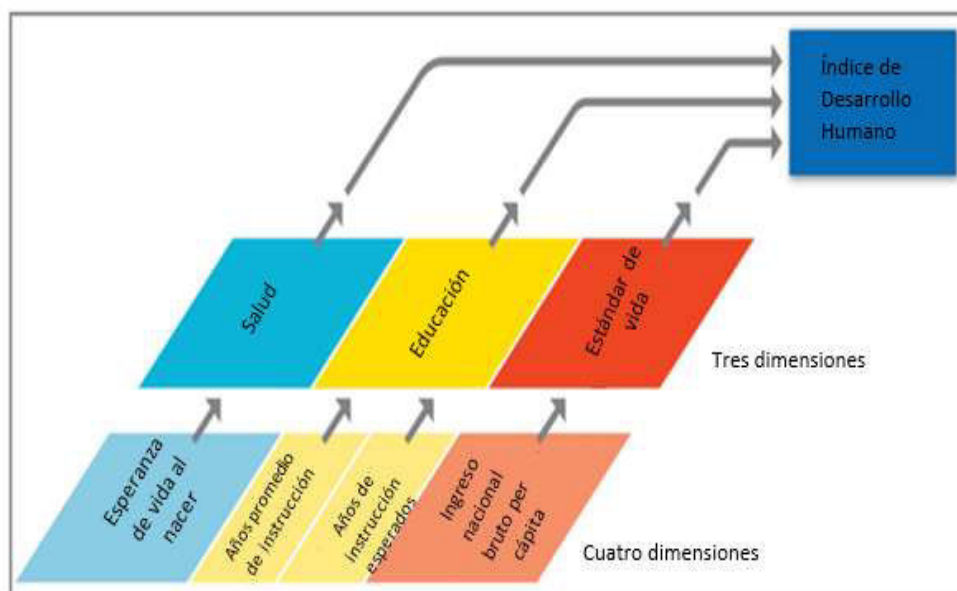 Índice de
Desarrollo
Humano
Salud
Educación
Estándar de
vida
Tres dimensiones
Esperanza
de vida al
nacer
Años promedio
de Instrucción
Años de
Instrucción
esperados
Ingreso
nacional
bruto per
cápita
Cuatro dimensiones